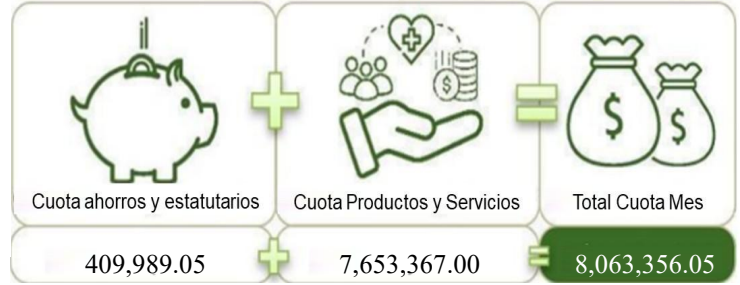 Cuota ahorros y estatutarios
Cuota Productos y Servicios
Total Cuota Mes
409,989.05
7,653,367.00
8,063,356.05